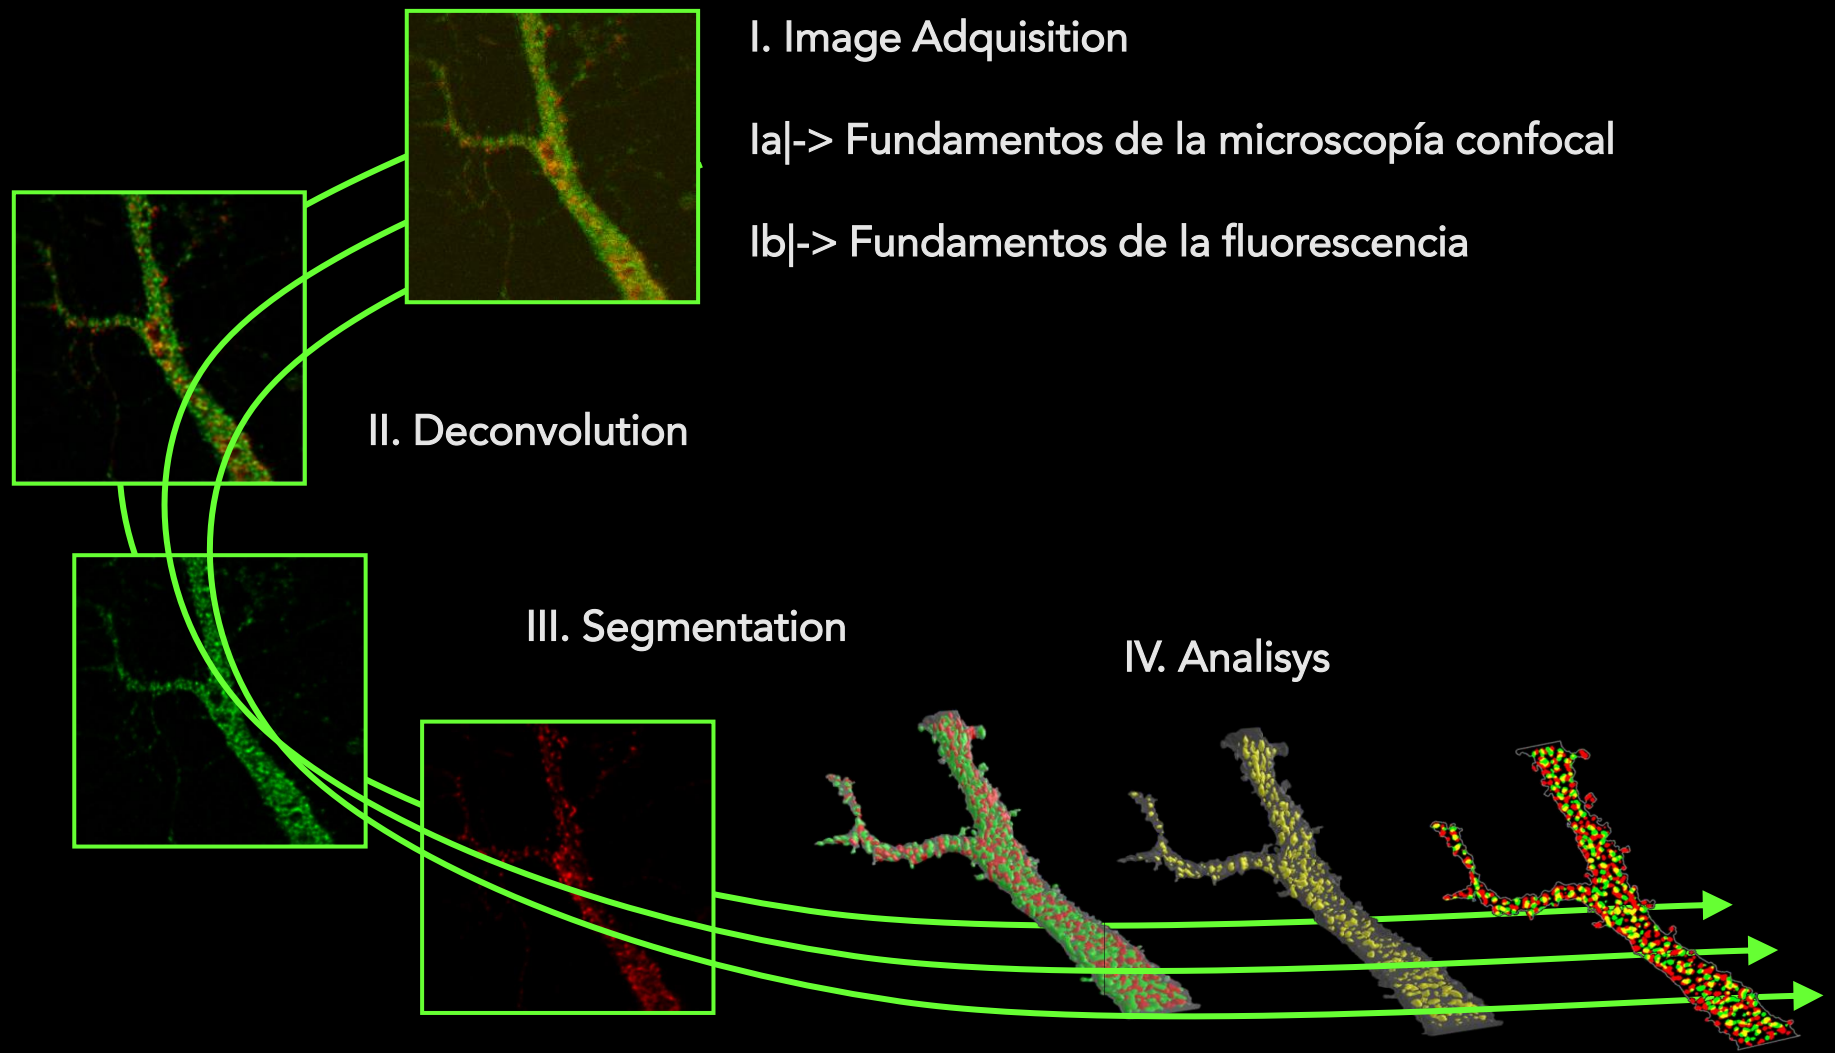 I. Image Adquisition
Ia|-> Fundamentos de la microscopía confocal
Ib|-> Fundamentos de la fluorescencia
II. Deconvolution
III. Segmentation
IV. Analisys